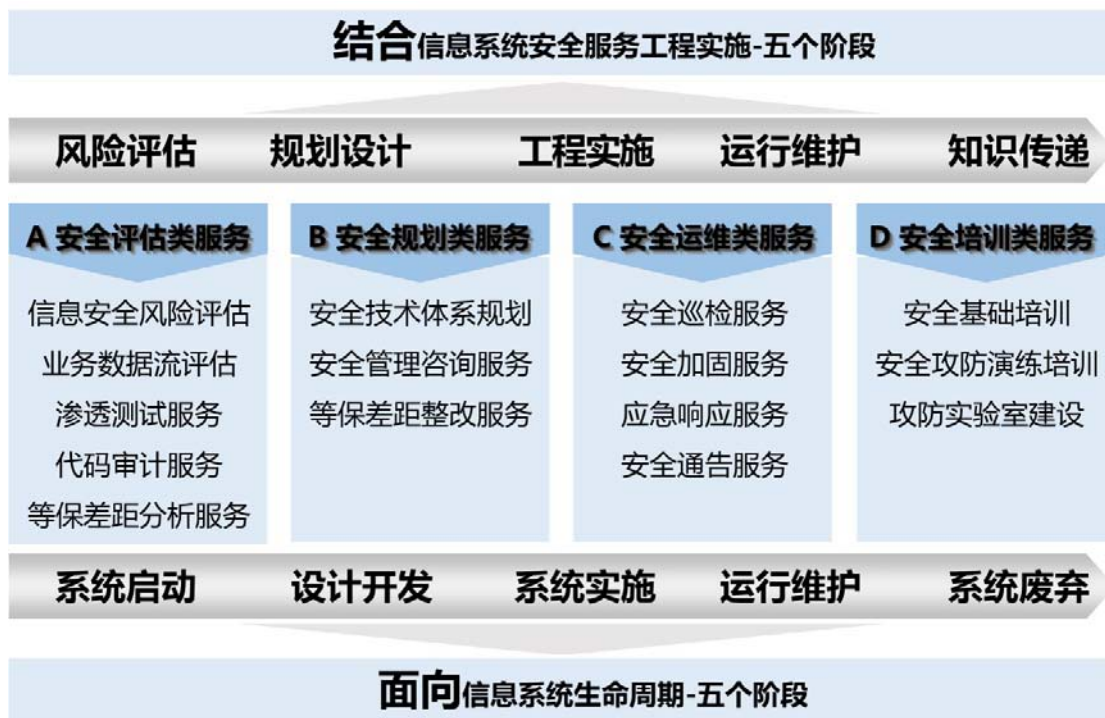 结合信息系统安全服务工程实施-五个阶段
风险评估 规划设计 工程实施 运行维护 知识传递
A 安全评估类服务
信息安全风险评估
业务数据流评估
渗透测试服务
代码审计服务
等保差距分析服务
B 安全规划类服务
安全技术体系规划
安全管理咨询服务
等保差距整改服务
C 安全运维类服务
安全巡检服务
安全加固服务
应急响应服务
安全通告服务
D 安全培训类服务
安全基础培训
安全攻防演练培训
攻防实验室建设
系统启动 设计开发 系统实施 运行维护 系统废弃
面向信息系统生命周期-五个阶段